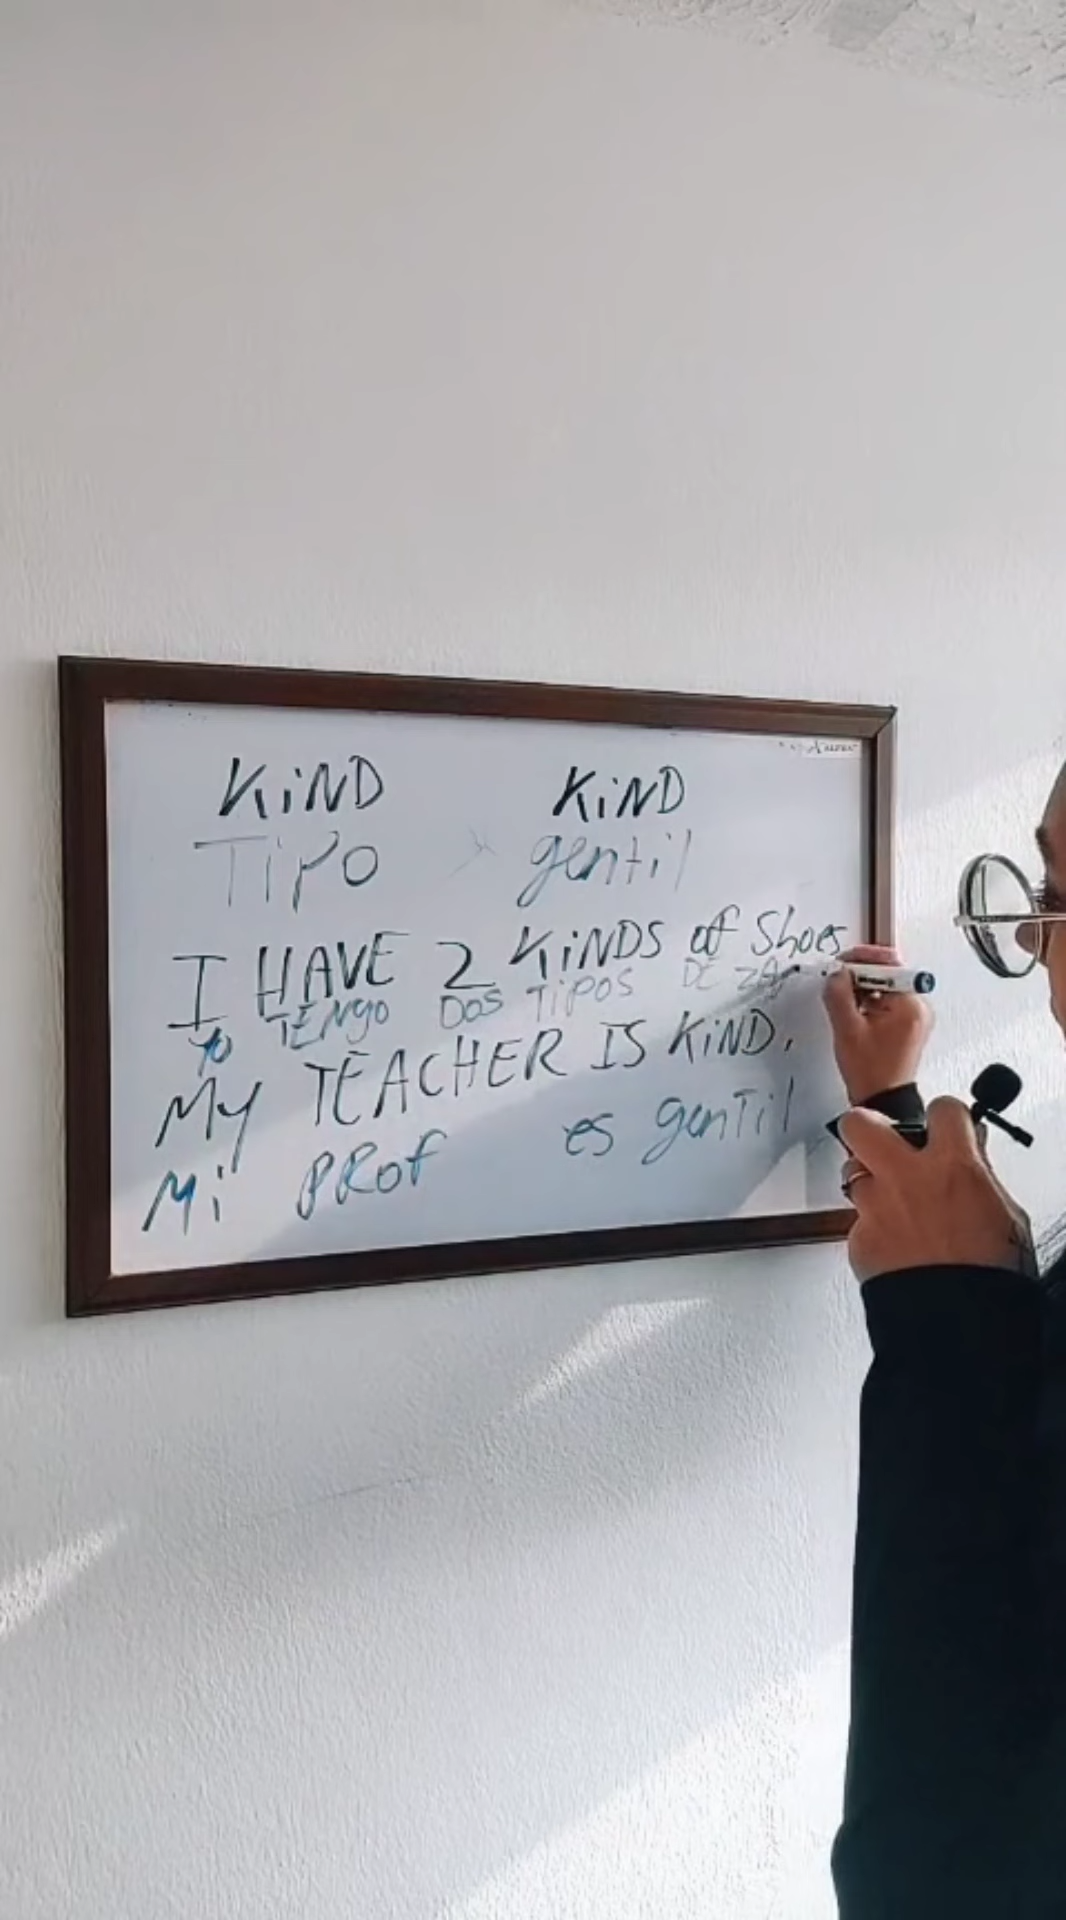 KiND KiND
TiPO gentil
I HAVE 2 KiNDS of Shoes
YO TENgO DOS TiPOS DE ZAP
MY TEACHER IS KiND.
Mi PROf es genTil